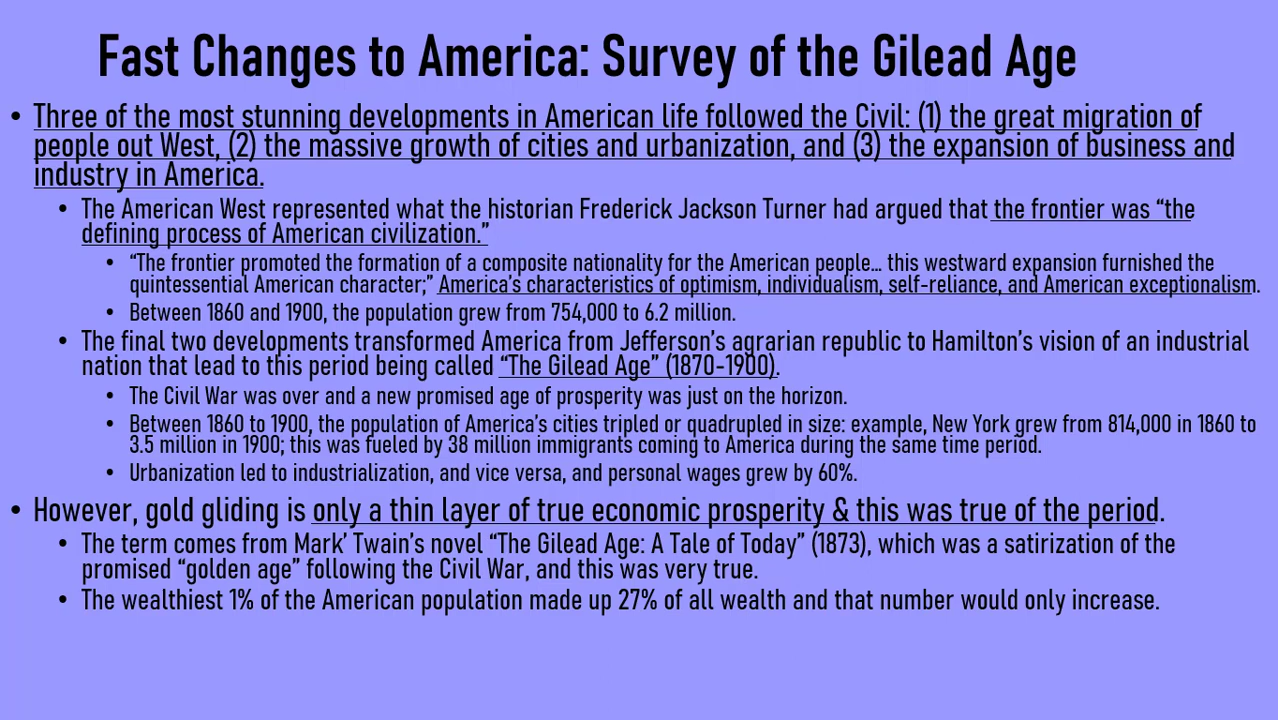 Fast Changes to America: Survey of the Gilead Age
• Three of the most stunning developments in American life followed the Civil: (1) the great migration of
people out West, (2) the massive growth of cities and urbanization, and (3) the expansion of business and
industry in America.
• The American West represented what the historian Frederick Jackson Turner had argued that the frontier was “the
defining process of American civilization.”
• “The frontier promoted the formation of a composite nationality for the American people... this westward expansion furnished the
quintessential American character;” America’s characteristics of optimism, individualism, self-reliance, and American exceptionalism.
• Between 1860 and 1900, the population grew from 754,000 to 6.2 million.
• The final two developments transformed America from Jefferson’s agrarian republic to Hamilton’s vision of an industrial
nation that lead to this period being called “The Gilead Age” (1870-1900).
• The Civil War was over and a new promised age of prosperity was just on the horizon.
• Between 1860 to 1900, the population of America’s cities tripled or quadrupled in size: example, New York grew from 814,000 in 1860 to
3.5 million in 1900; this was fueled by 38 million immigrants coming to America during the same time period.
• Urbanization led to industrialization, and vice versa, and personal wages grew by 60%.
• However, gold gliding is only a thin layer of true economic prosperity & this was true of the period.
• The term comes from Mark’ Twain’s novel “The Gilead Age: A Tale of Today” (1873), which was a satirization of the
promised “golden age” following the Civil War, and this was very true.
• The wealthiest 1% of the American population made up 27% of all wealth and that number would only increase.